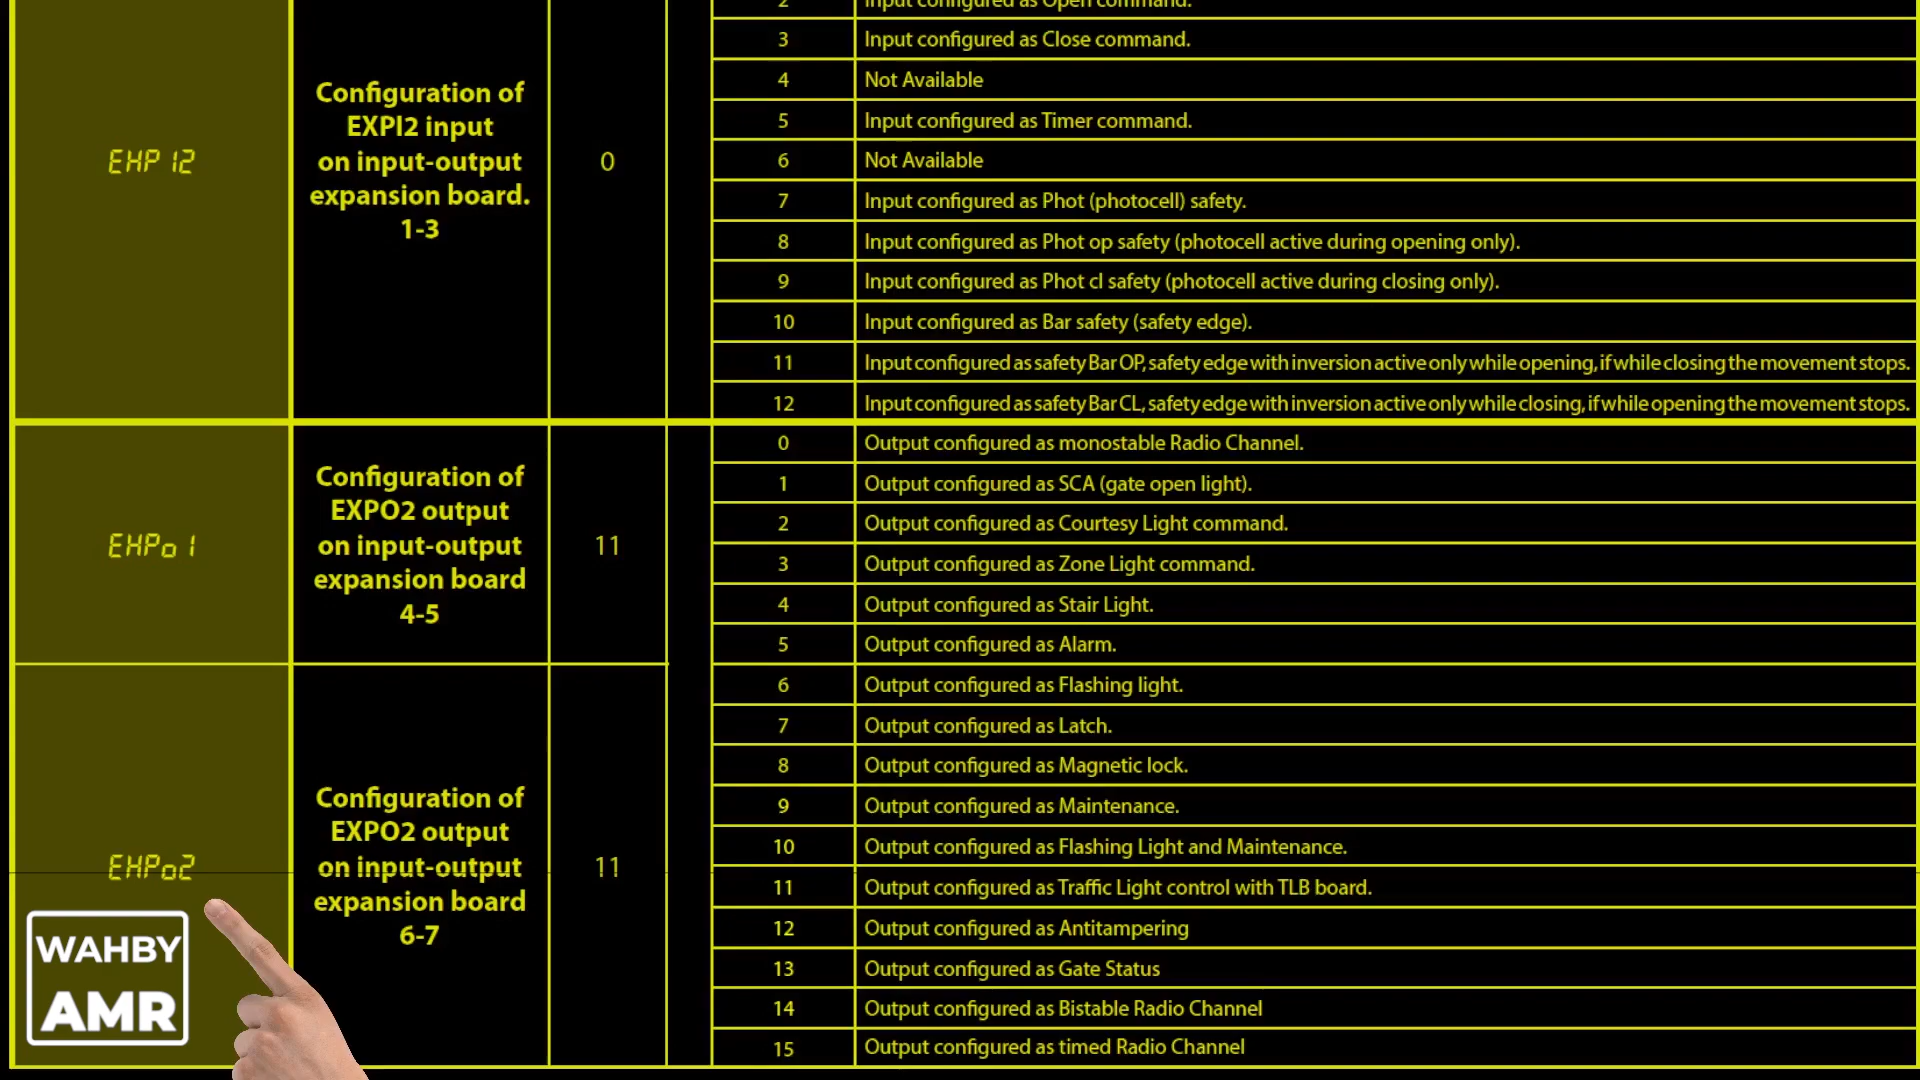 2 Input configured as Open command.
3 Input configured as Close command.
4 Not Available
5 Input configured as Timer command.
6 Not Available
7 Input configured as Phot (photocell) safety.
8 Input configured as Phot op safety (photocell active during opening only).
9 Input configured as Phot cl safety (photocell active during closing only).
10 Input configured as Bar safety (safety edge).
11 Input configured as safety Bar OP, safety edge with inversion active only while opening, if while closing the movement stops.
12 Input configured as safety Bar CL, safety edge with inversion active only while closing, if while opening the movement stops.
EHP 12
Configuration of
EXPI2 input
on input-output
expansion board.
1-3
0
EHPo 1
Configuration of
EXPO2 output
on input-output
expansion board
4-5
11
0 Output configured as monostable Radio Channel.
1 Output configured as SCA (gate open light).
2 Output configured as Courtesy Light command.
3 Output configured as Zone Light command.
4 Output configured as Stair Light.
5 Output configured as Alarm.
6 Output configured as Flashing light.
7 Output configured as Latch.
8 Output configured as Magnetic lock.
9 Output configured as Maintenance.
10 Output configured as Flashing Light and Maintenance.
11 Output configured as Traffic Light control with TLB board.
12 Output configured as Antitampering
13 Output configured as Gate Status
14 Output configured as Bistable Radio Channel
15 Output configured as timed Radio Channel
EHPo2
Configuration of
EXPO2 output
on input-output
expansion board
6-7
11
WAHBY
AMR